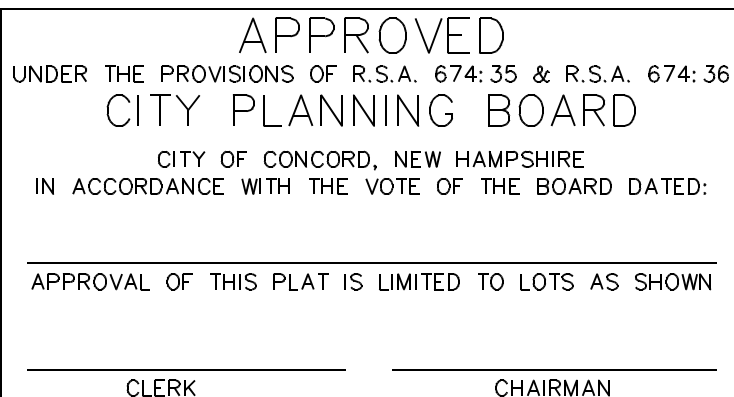 APPROVED
UNDER THE PROVISIONS OF R.S.A. 674:35 & R.S.A. 674:36
CITY PLANNING BOARD
CITY OF CONCORD, NEW HAMPSHIRE
IN ACCORDANCE WITH THE VOTE OF THE BOARD DATED:
APPROVAL OF THIS PLAT IS LIMITED TO LOTS AS SHOWN
CLERK CHAIRMAN